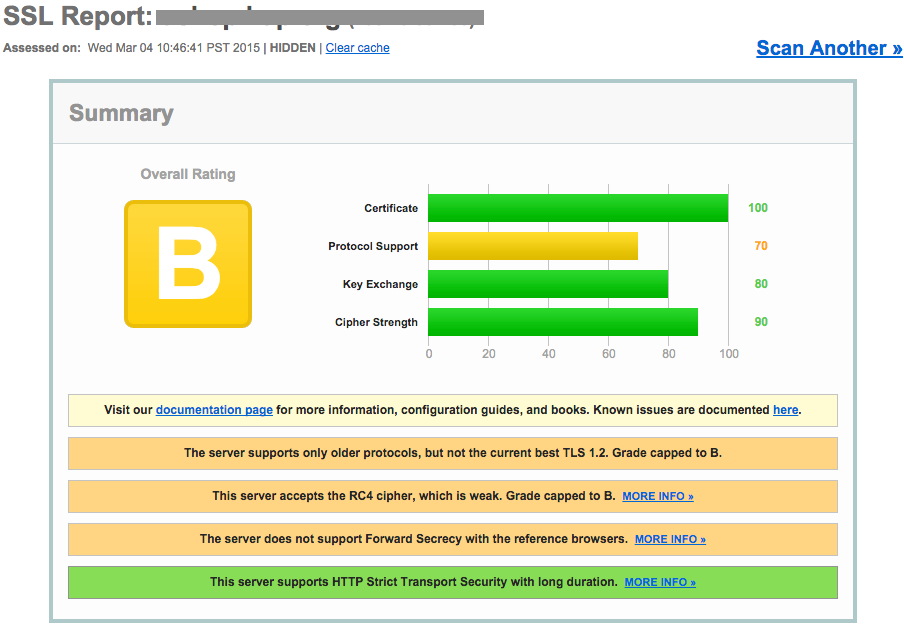 SSL Report:
Assessed on: Wed Mar 04 10:46:41 PST 2015 | HIDDEN | Clear cache
Scan Another »
Summary
Overall Rating
B
Certificate 100
Protocol Support 70
Key Exchange 80
Cipher Strength 90
0 20 40 60 80 100
Visit our documentation page for more information, configuration guides, and books. Known issues are documented here.
The server supports only older protocols, but not the current best TLS 1.2. Grade capped to B.
This server accepts the RC4 cipher, which is weak. Grade capped to B. MORE INFO »
The server does not support Forward Secrecy with the reference browsers. MORE INFO »
This server supports HTTP Strict Transport Security with long duration. MORE INFO »